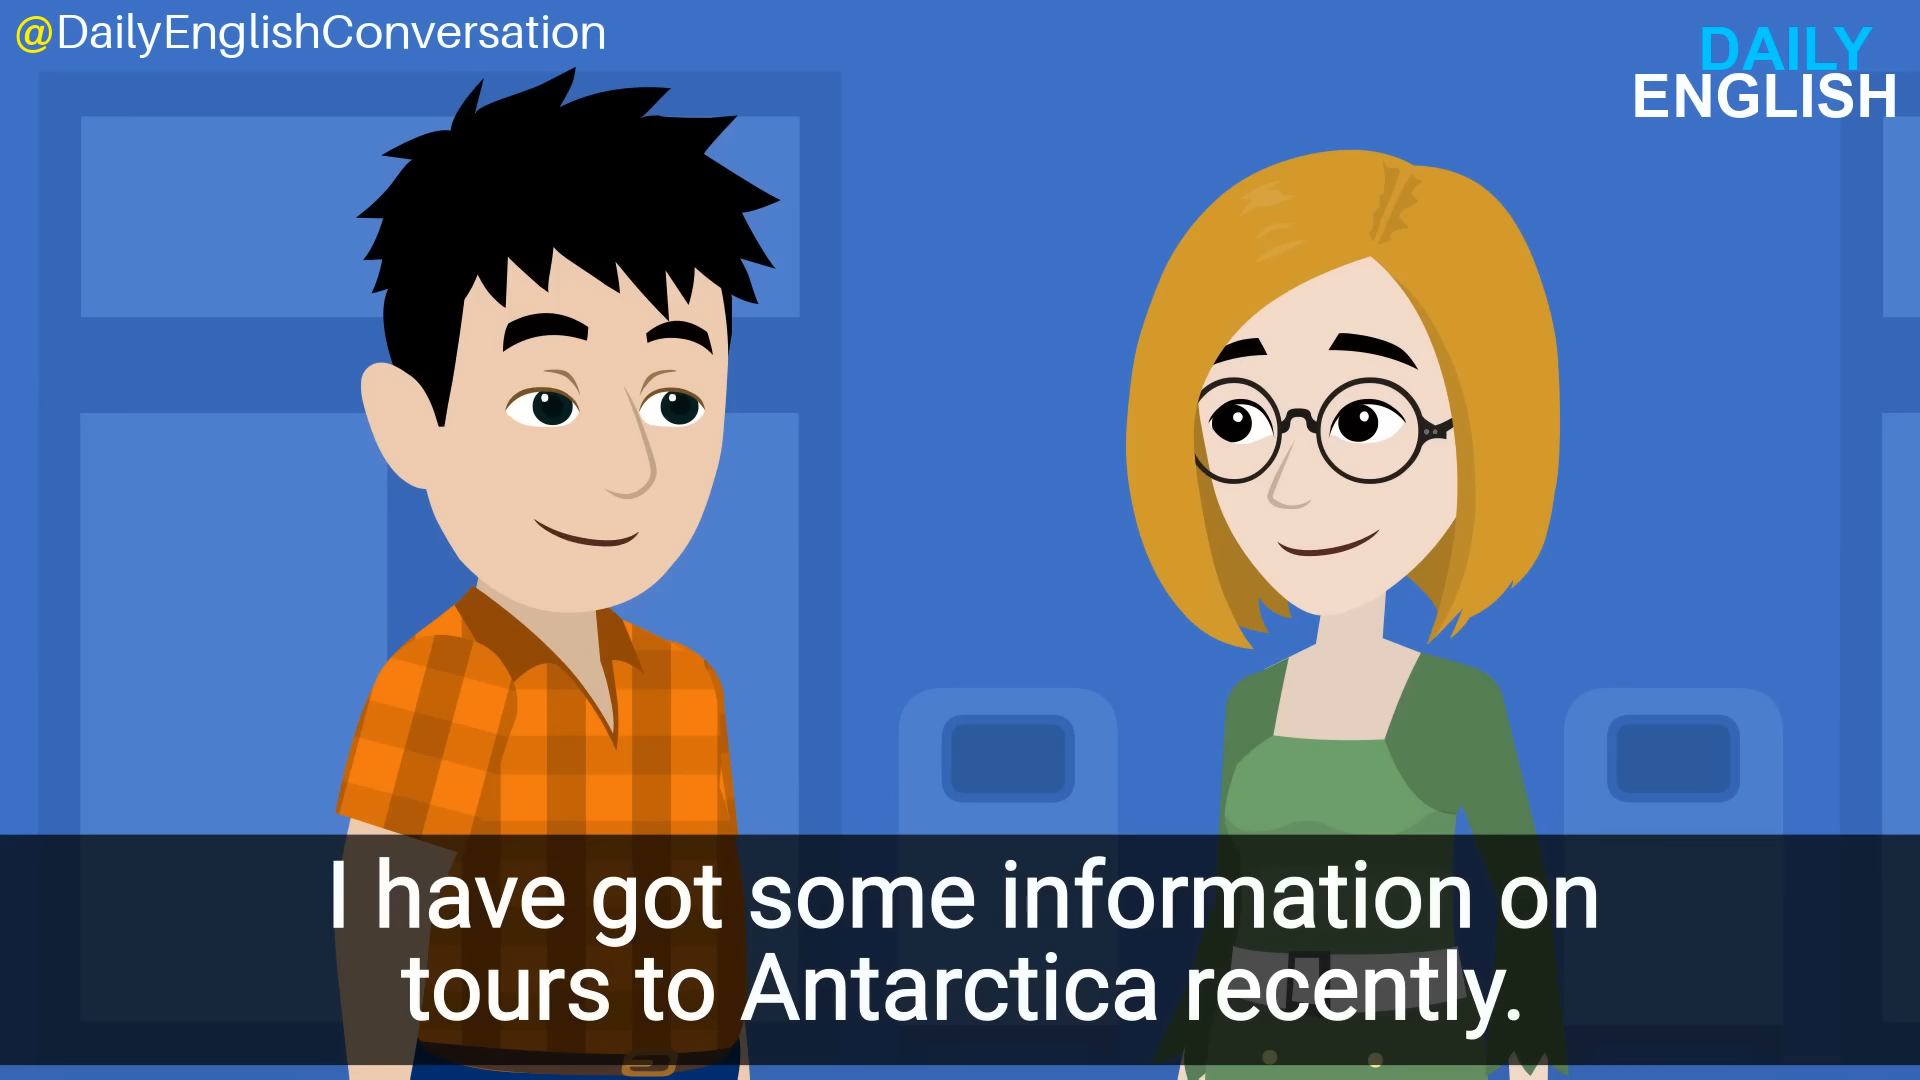 @DailyEnglishConversation
DAILY
ENGLISH
I have got some information on
tours to Antarctica recently.